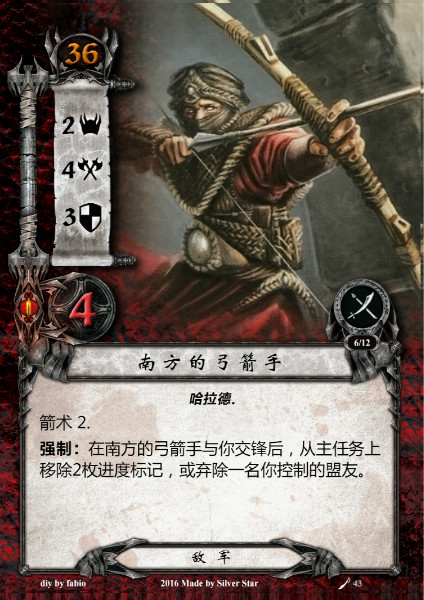 36
2
4
3
4
6/12
南方的弓箭手
哈拉德.
箭术 2.
强制：在南方的弓箭手与你交锋后，从主任务上
移除2枚进度标记，或弃除一名你控制的盟友。
敌军
diy by fabio 2016 Made by Silver Star 43